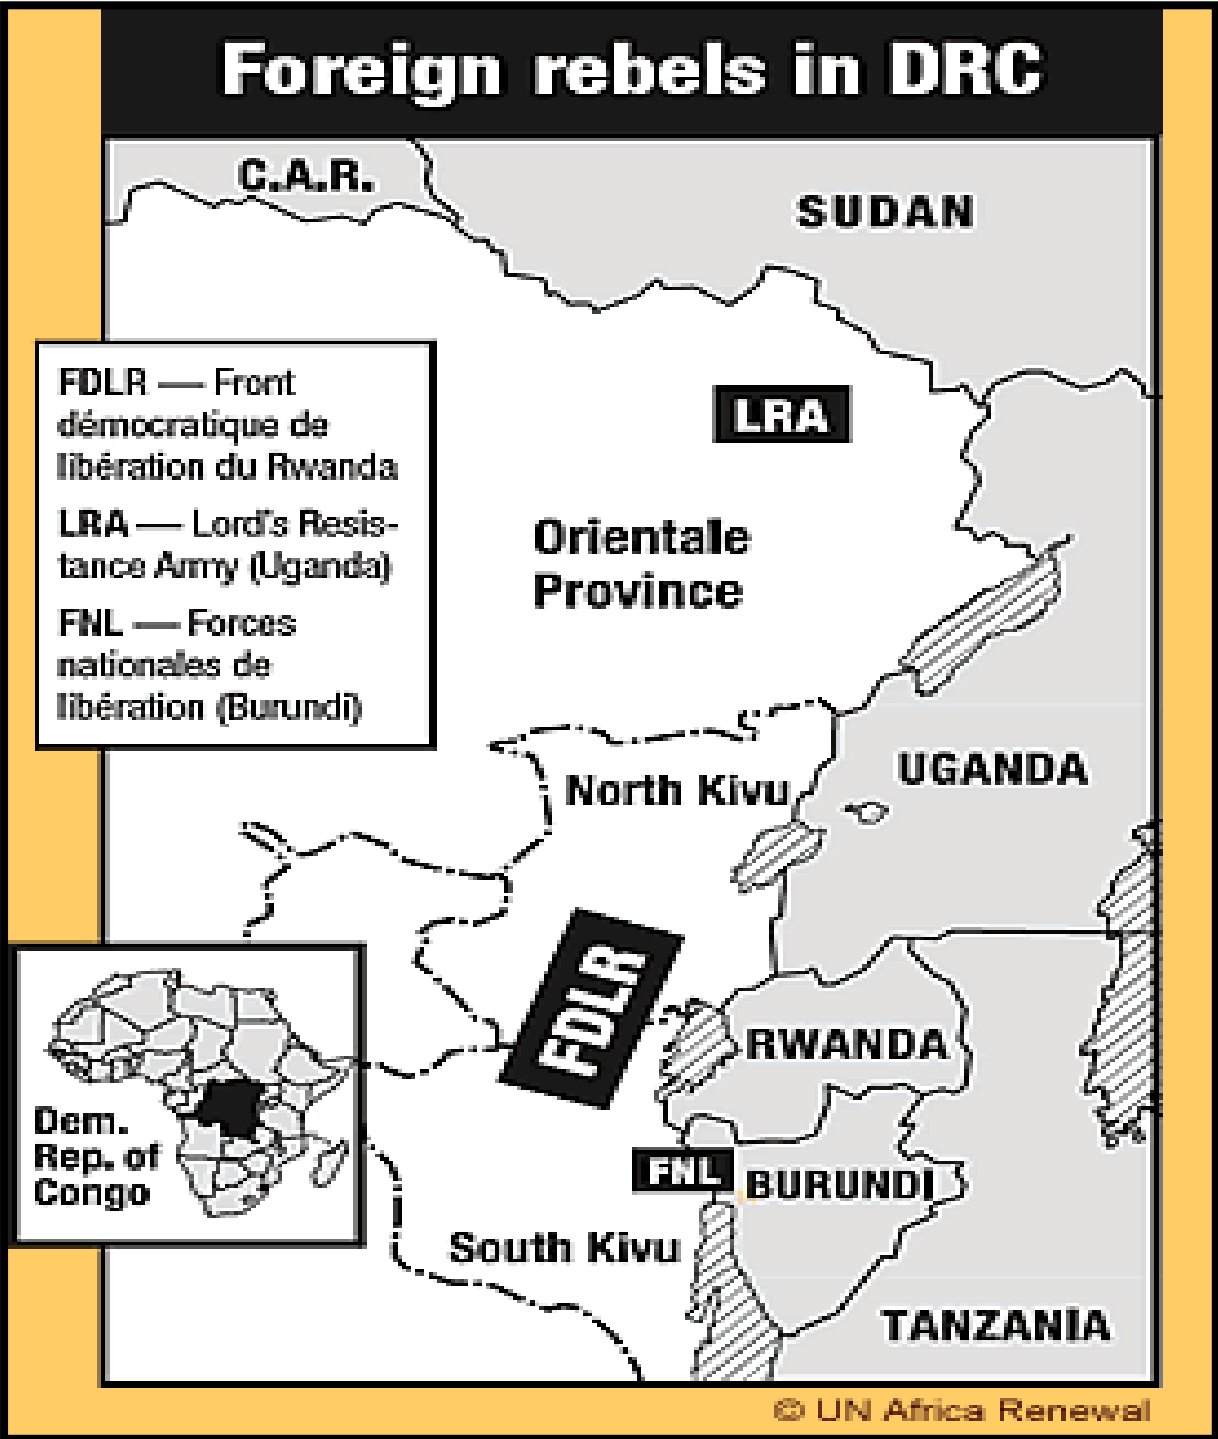 Foreign rebels in DRC
C.A.R.
SUDAN
FDLR — Front
démocratique de
libération du Rwanda
LRA — Lord's Resis-
tance Army (Uganda)
FNL — Forces
nationales de
libération (Burundi)
LRA
Orientale
Province
North Kivu
UGANDA
FDLR
RWANDA
Dem.
Rep. of
Congo
FNL
BURUNDI
South Kivu
TANZANIA
© UN Africa Renewal